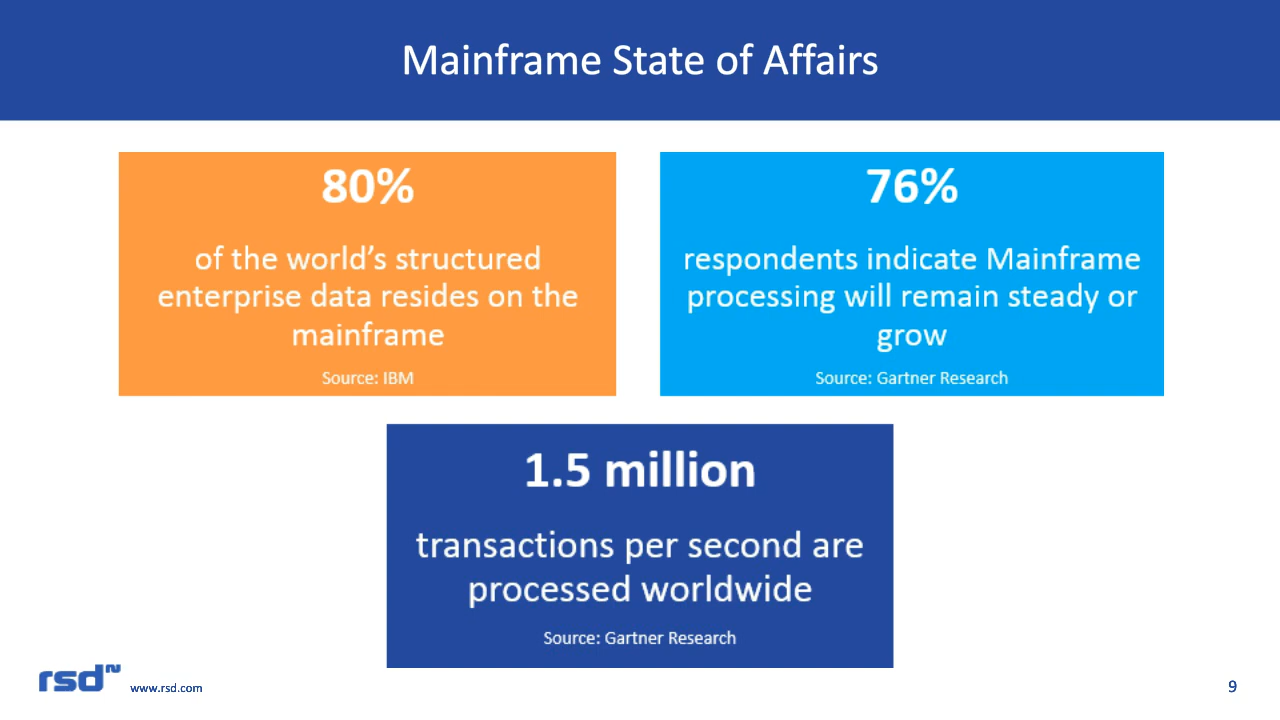 Mainframe State of Affairs
80%
of the world’s structured
enterprise data resides on the
mainframe
Source: IBM
76%
respondents indicate Mainframe
processing will remain steady or
grow
Source: Gartner Research
1.5 million
transactions per second are
processed worldwide
Source: Gartner Research
rsd
www.rsd.com
9